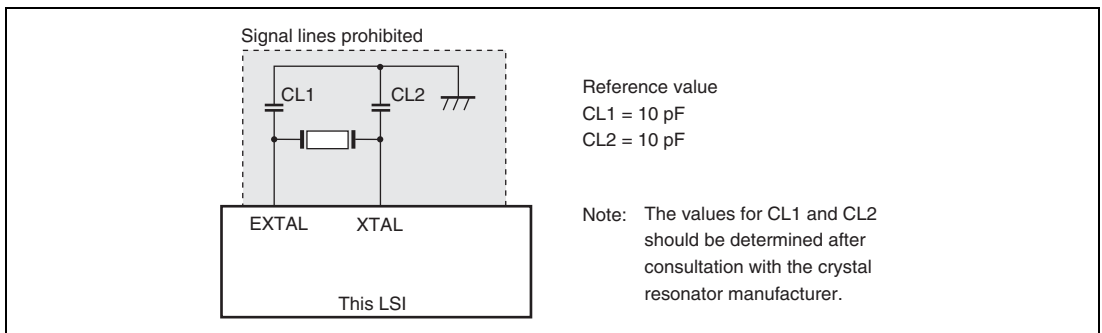 Signal lines prohibited
CL1
CL2
Reference value
CL1 = 10 pF
CL2 = 10 pF
EXTAL
XTAL
This LSI
Note: The values for CL1 and CL2
should be determined after
consultation with the crystal
resonator manufacturer.